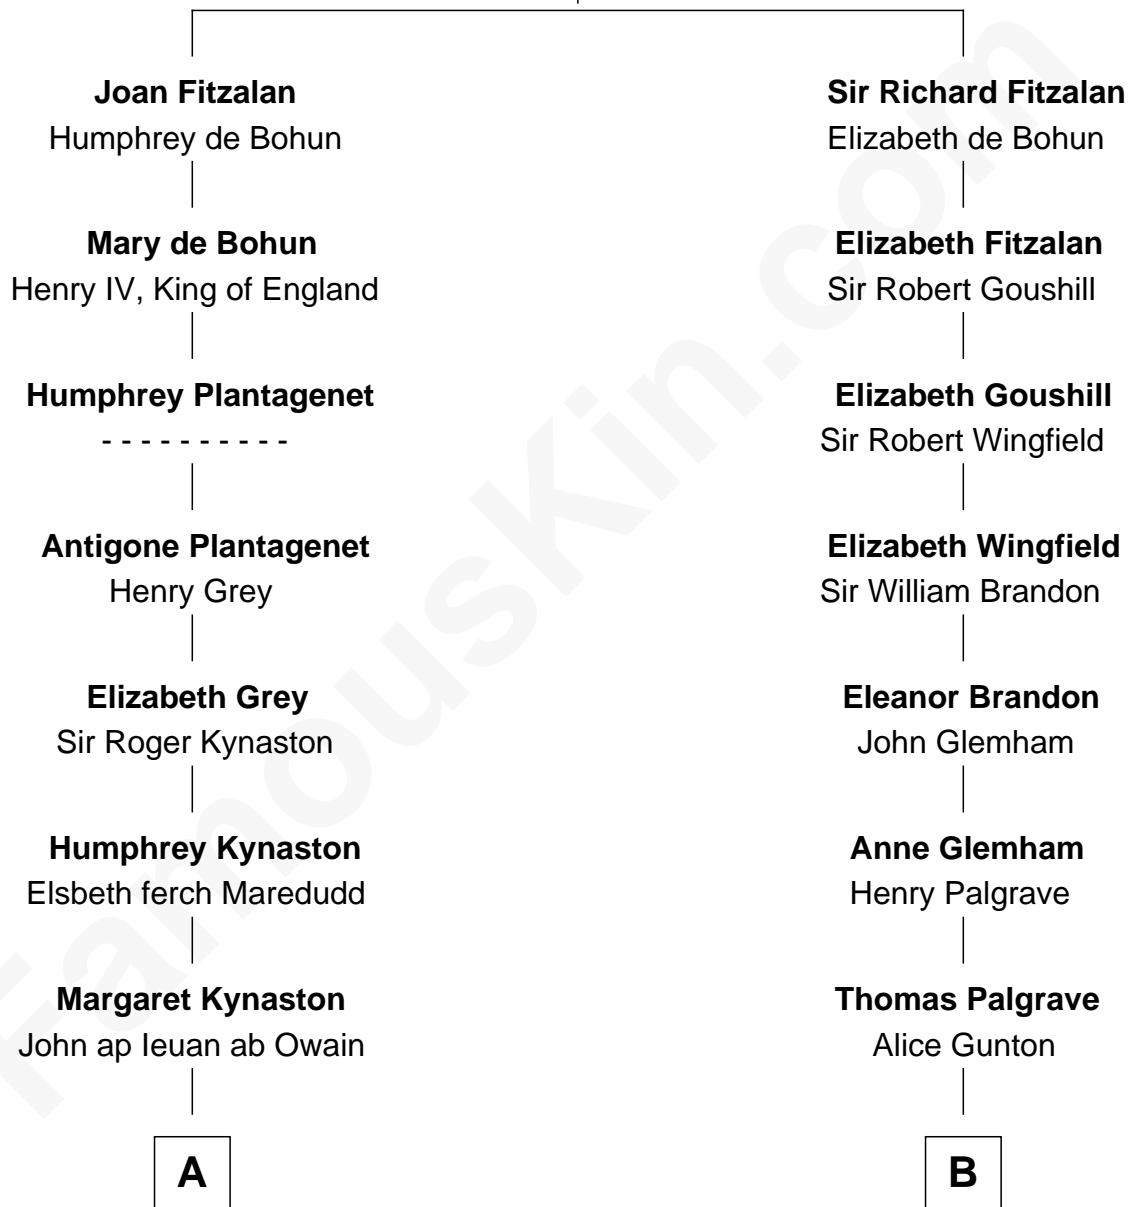 Joan Fitzalan
Humphrey de Bohun
Mary de Bohun
Henry IV, King of England
Humphrey Plantagenet
- - - - - - - - - -
Antigone Plantagenet
Henry Grey
Elizabeth Grey
Sir Roger Kynaston
Humphrey Kynaston
Elsbeth ferch Maredudd
Margaret Kynaston
John ap Ieuan ab Owain
A
Sir Richard Fitzalan
Elizabeth de Bohun
Elizabeth Fitzalan
Sir Robert Goushill
Elizabeth Goushill
Sir Robert Wingfield
Elizabeth Wingfield
Sir William Brandon
Eleanor Brandon
John Glemham
Anne Glemham
Henry Palgrave
Thomas Palgrave
Alice Gunton
B
FamousKin.com